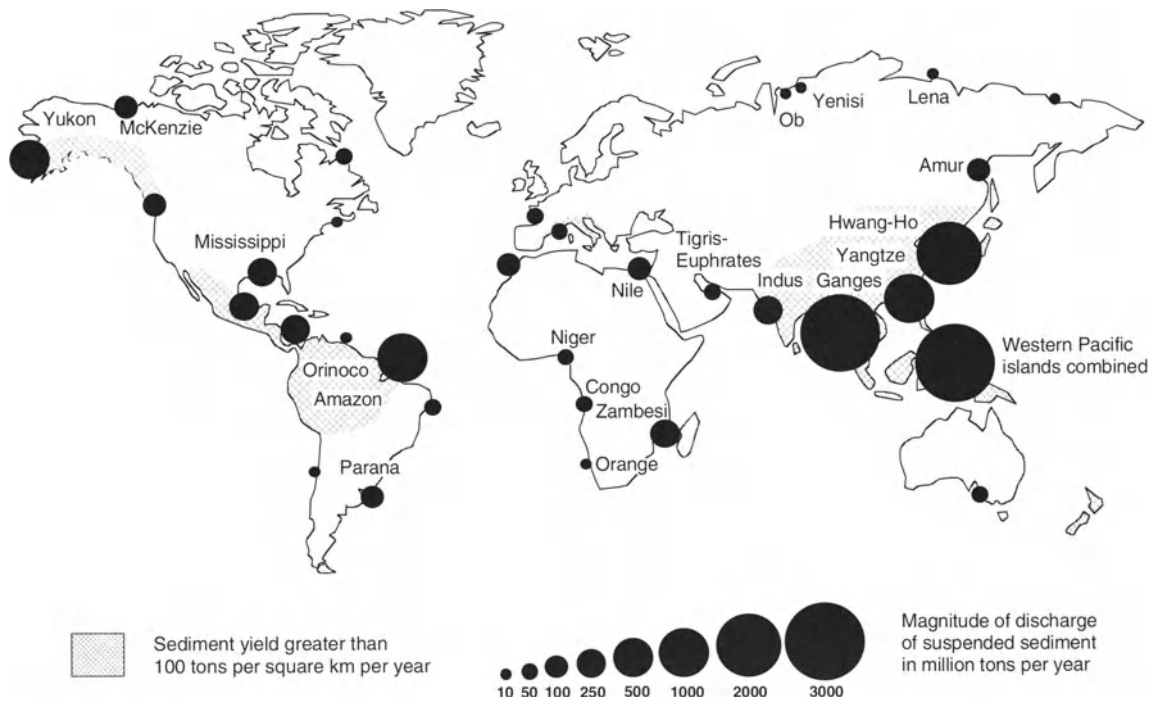 Yukon
McKenzie
Ob
Yenisi
Lena
Amur
Mississippi
Hwang-Ho
Yangtze
Tigris-
Euphrates
Indus
Ganges
Nile
Niger
Orinoco
Amazon
Congo
Zambesi
Western Pacific
islands combined
Parana
Orange
Sediment yield greater than
100 tons per square km per year
10 50 100 250 500 1000 2000 3000
Magnitude of discharge
of suspended sediment
in million tons per year